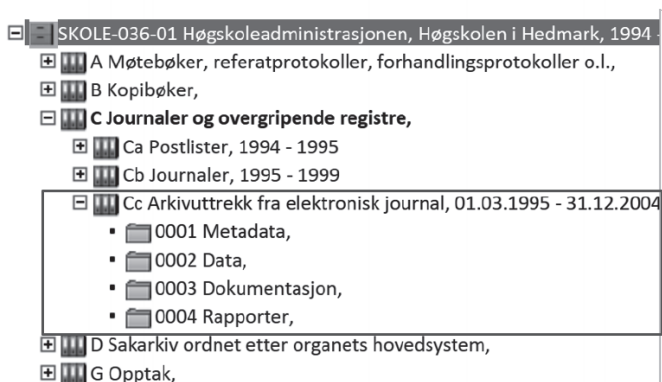 SKOLE-036-01 Høgskoleadministrasjonen, Høgskolen i Hedmark, 1994 -
A Møtebøker, referatprotokoller, forhandlingsprotokoller o.l.,
B Kopibøker,
C Journaler og overgripende registre,
Ca Postlister, 1994 - 1995
Cb Journaler, 1995 - 1999
Cc Arkivuttrekk fra elektronisk journal, 01.03.1995 - 31.12.2004
0001 Metadata,
0002 Data,
0003 Dokumentasjon,
0004 Rapporter,
D Sakarkiv ordnet etter organets hovedsystem,
G Opptak,